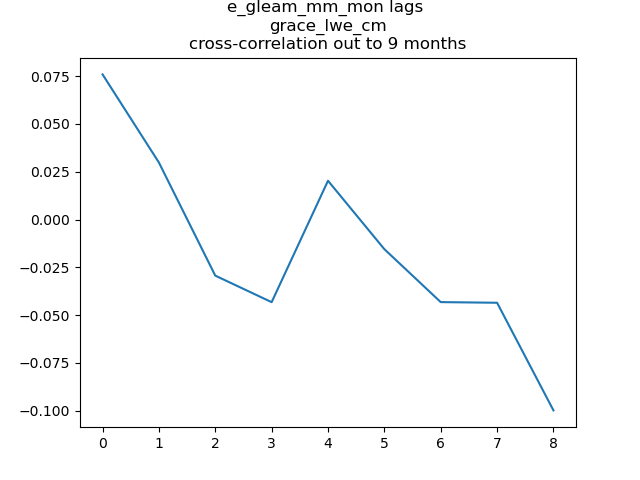 e_gleam_mm_mon lags
grace_lwe_cm
cross-correlation out to 9 months
0.075
0.050
0.025
0.000
−0.025
−0.050
−0.075
−0.100
0 1 2 3 4 5 6 7 8